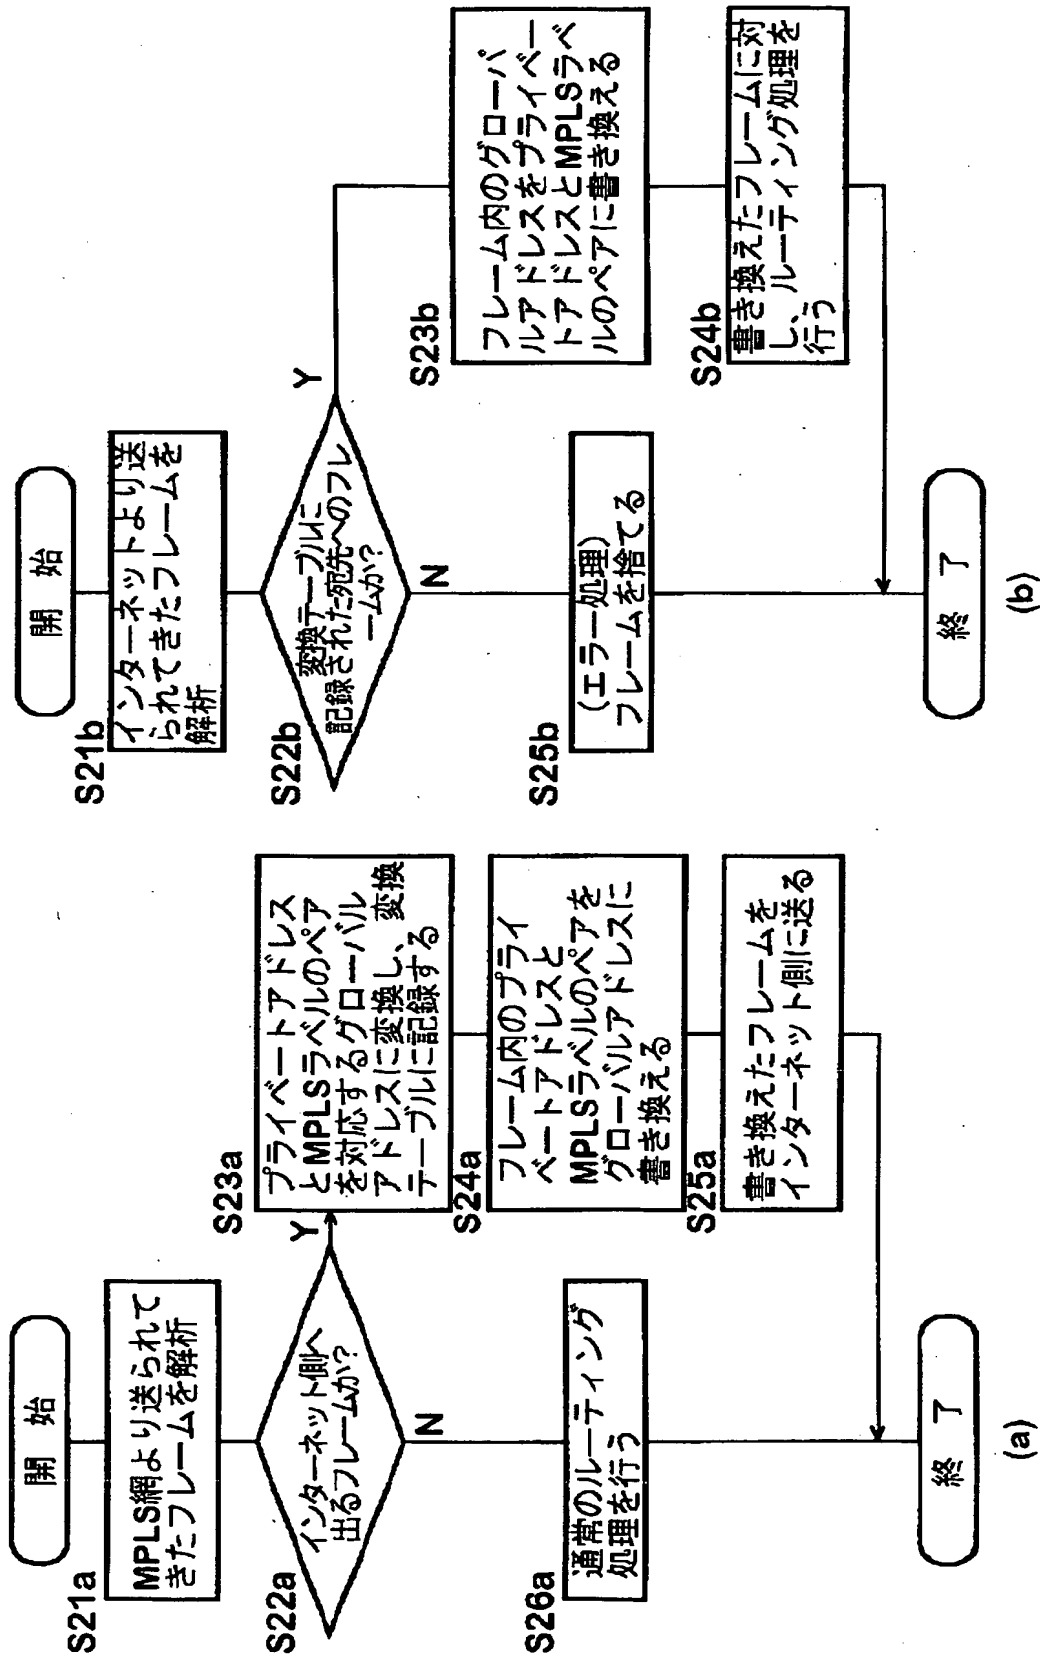 開 始
S21a
MPLS網より送られて
きたフレームを解析
S22a
インターネット側へ
出るフレームか?
Y
N
S23a
プライベートアドレス
とMPLSラベルのペア
を対応するグローバル
アドレスに変換し、変換
テーブルに記録する
S24a
フレーム内のプライ
ベートアドレスと
MPLSラベルのペアを
グローバルアドレスに
書き換える
S25a
書き換えたフレームを
インターネット側に送る
S26a
通常のルーティング
処理を行う
終 了
(a)
開 始
S21b
インターネットより送
られてきたフレームを
解析
S22b
変換テーブルに
記録された宛先へのフレ
ームか?
Y
N
S23b
フレーム内のグローバ
ルアドレスをプライベー
トアドレスとMPLSラベ
ルのペアに書き換える
S24b
書き換えたフレームに対
し、ルーティング処理を
行う
S25b
(エラー処理)
フレームを捨てる
終 了
(b)